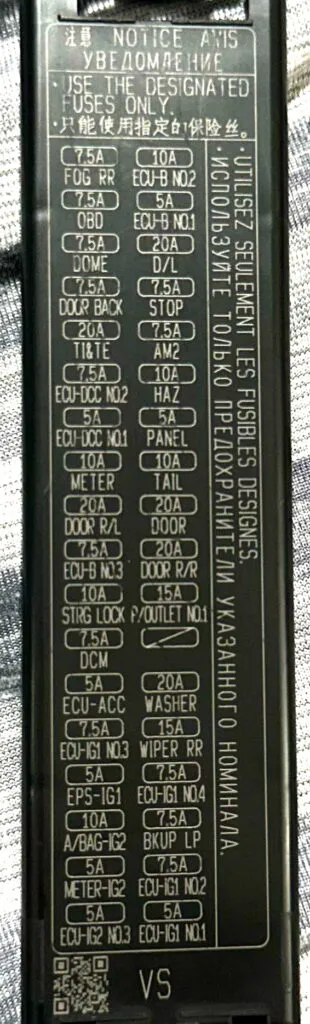 注意 NOTICE AVIS
УВЕДОМЛЕНИЕ
·USE THE DESIGNATED
FUSES ONLY.
·只能使用指定的保险丝。
7.5A 10A
FOG RR ECU-B NO.2
7.5A 5A
OBD ECU-B NO.1
7.5A 20A
DOME D/L
7.5A 7.5A
DOOR BACK STOP
20A 7.5A
TI&TE AM2
7.5A 10A
ECU-DCC NO.2 HAZ
5A 5A
ECU-DCC NO.1 PANEL
10A 10A
METER TAIL
20A 20A
DOOR R/L DOOR
7.5A 20A
ECU-B NO.3 DOOR R/R
10A 15A
STRG LOCK P/OUTLET NO.1
7.5A
DCM
5A 20A
ECU-ACC WASHER
7.5A 15A
ECU-IG1 NO.3 WIPER RR
5A 7.5A
EPS-IG1 ECU-IG1 NO.4
10A 7.5A
A/BAG-IG2 BKUP LP
5A 7.5A
METER-IG2 ECU-IG1 NO.2
5A 5A
ECU-IG2 NO.3 ECU-IG1 NO.1
·UTILISEZ SEULEMENT LES FUSIBLES DESIGNES.
·ИСПОЛЬЗУЙТЕ ТОЛЬКО ПРЕДОХРАНИТЕЛИ УКАЗАННОГО НОМИНАЛА.
VS